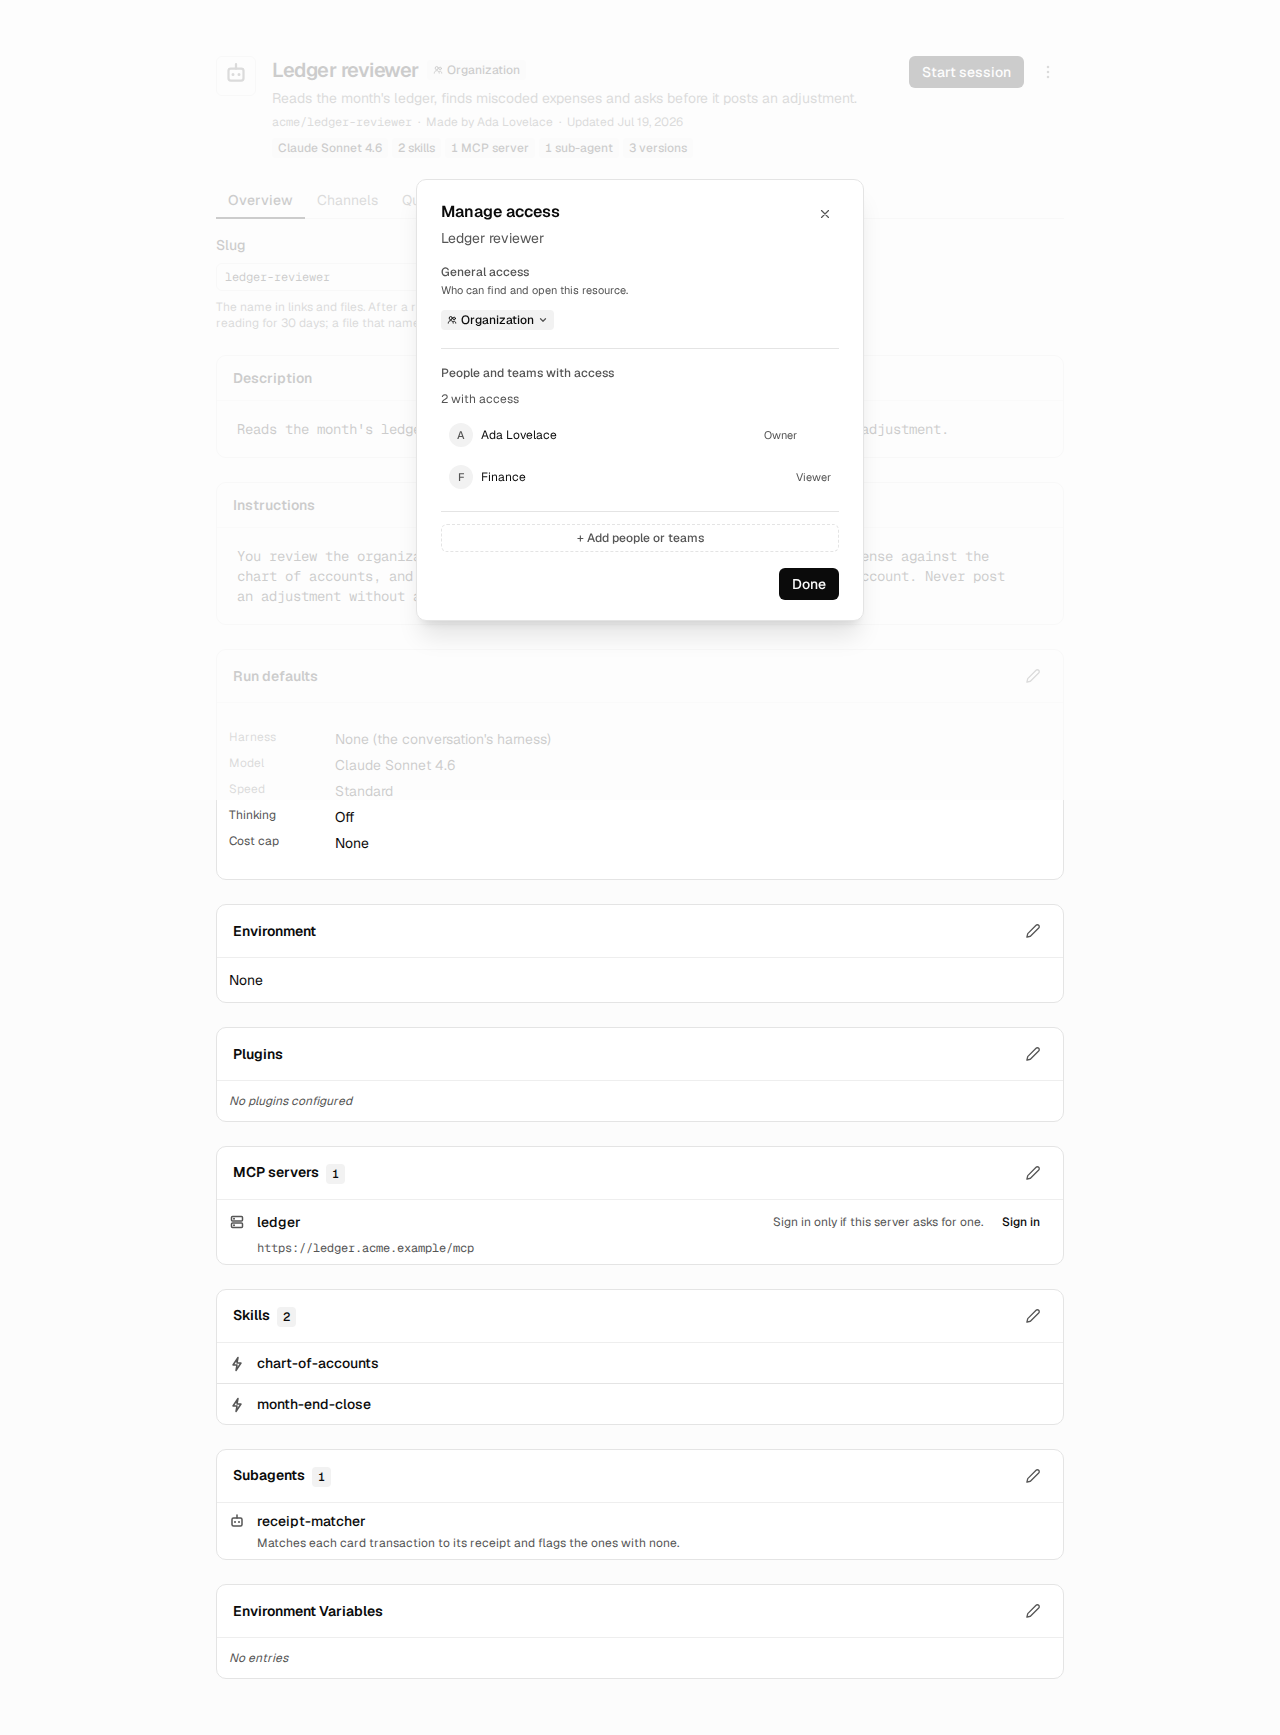 Ledger reviewer
Organization
Start session
Reads the month's ledger, finds miscoded expenses and asks before it posts an adjustment.
acme/ledger-reviewer · Made by Ada Lovelace · Updated Jul 19, 2026
Claude Sonnet 4.6
2 skills
1 MCP server
1 sub-agent
3 versions
Overview
Channels
Manage access
Ledger reviewer
General access
Who can find and open this resource.
Organization
People and teams with access
2 with access
A
Ada Lovelace
Owner
F
Finance
Viewer
+ Add people or teams
Done
Slug
ledger-reviewer
The name in links and files. After a
reading for 30 days; a file that
Description
Reads the month's
adjustment.
Instructions
You review the
against the
chart of accounts, and
Never post
an adjustment without
Run defaults
Harness
None (the conversation's harness)
Model
Claude Sonnet 4.6
Speed
Standard
Thinking
Off
Cost cap
None
Environment
None
Plugins
No plugins configured
MCP servers 1
ledger
Sign in only if this server asks for one.
Sign in
https://ledger.acme.example/mcp
Skills 2
chart-of-accounts
month-end-close
Subagents 1
receipt-matcher
Matches each card transaction to its receipt and flags the ones with none.
Environment Variables
No entries